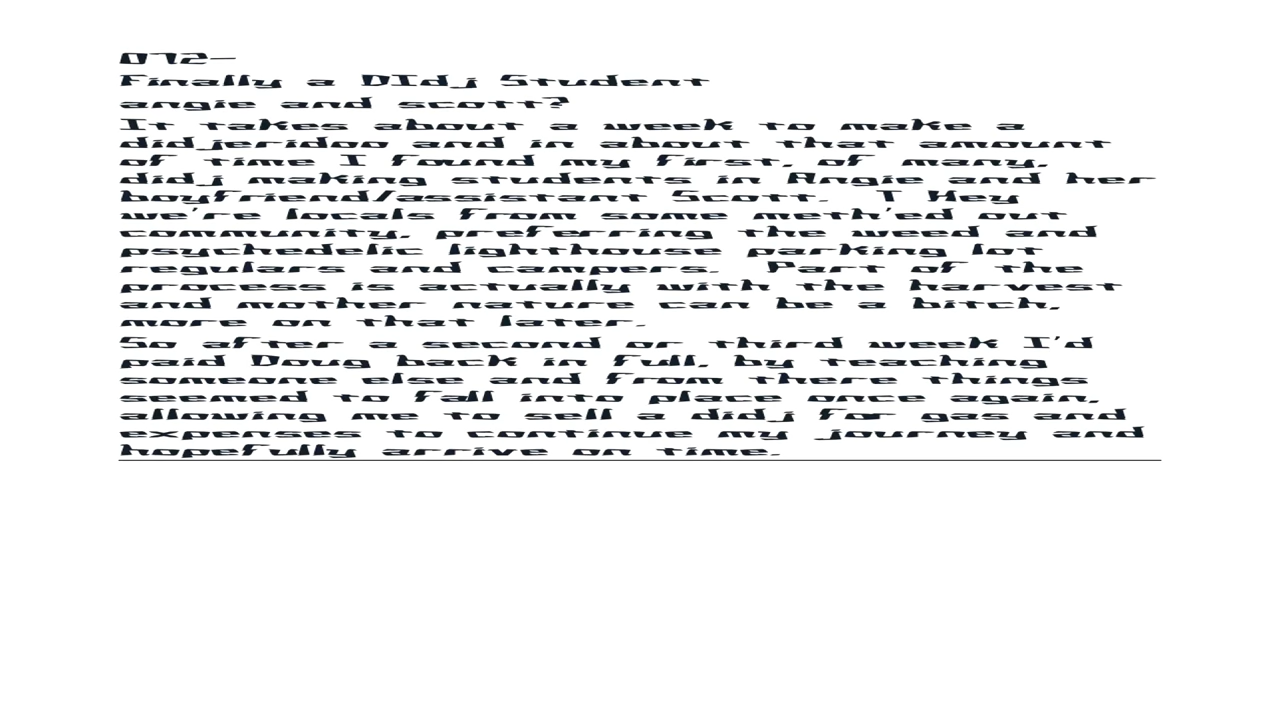 072-
Finally a DIdj Student
angie and scott?
It takes about a week to make a
didjeridoo and in about that amount
of time I found my first, of many,
didj making students in Angie and her
boyfriend/assistant Scott.  T Hey
we're locals from some meth'ed out
community, preferring the weed and
psychedelic lighthouse parking lot
regulars and campers.  Part of the
process is actually with the harvest
and mother nature can be a bitch,
more on that later.
So after a second or third week I'd
paid Doug back in full, by teaching
someone else and from there things
seemed to fall into place once again,
allowing me to sell a didj for gas and
expenses to continue my journey and
hopefully arrive on time.